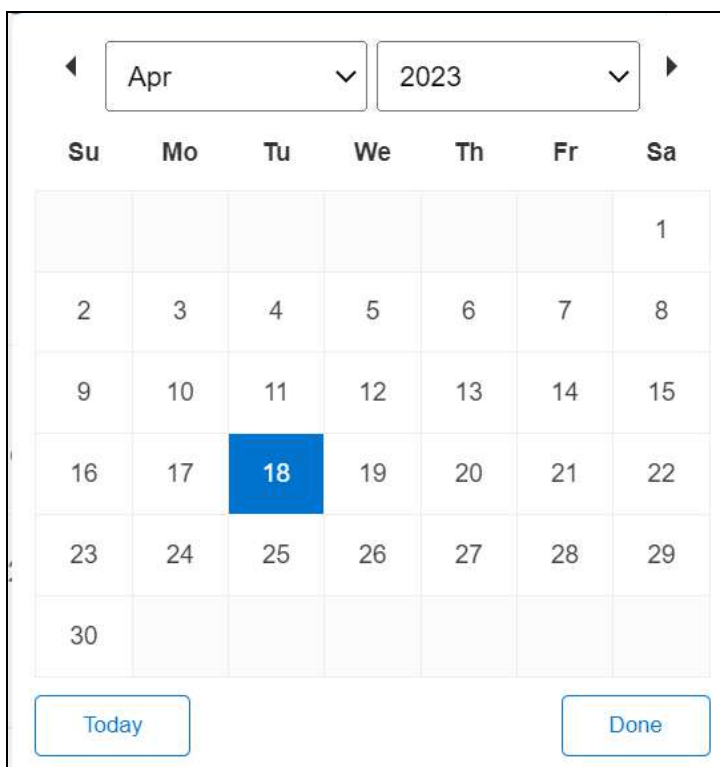 Apr 2023
Su Mo Tu We Th Fr Sa
1
2 3 4 5 6 7 8
9 10 11 12 13 14 15
16 17 18 19 20 21 22
23 24 25 26 27 28 29
30
Today Done